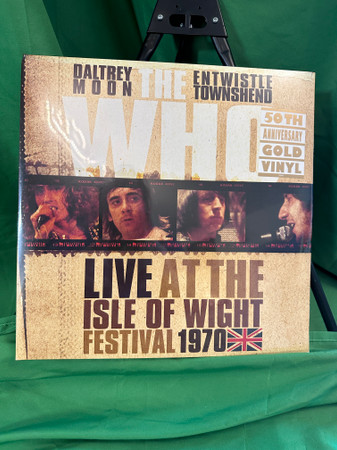 DALTREY THE ENTWISTLE
MOON TOWNSHEND
WHO
50TH
ANNIVERSARY
GOLD
VINYL
LIVE AT THE
ISLE OF WIGHT
FESTIVAL 1970